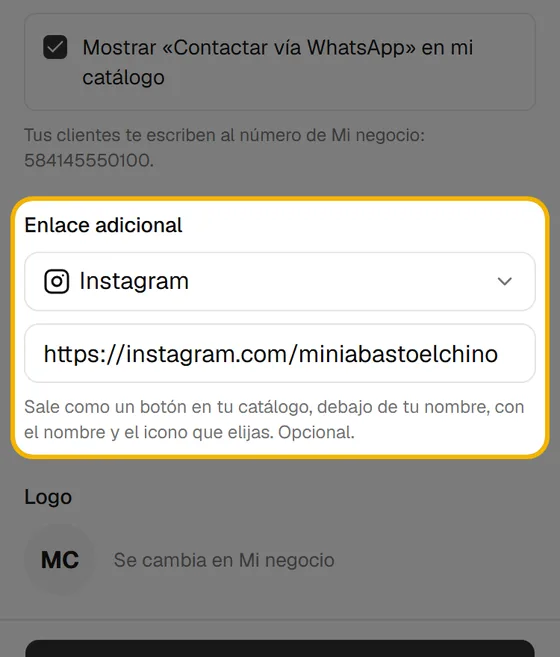 Mostrar «Contactar vía WhatsApp» en mi
catálogo
Tus clientes te escriben al número de Mi negocio:
584145550100.
Enlace adicional
Instagram
https://instagram.com/miniabastoelchino
Sale como un botón en tu catálogo, debajo de tu nombre, con
el nombre y el icono que elijas. Opcional.
Logo
MC
Se cambia en Mi negocio